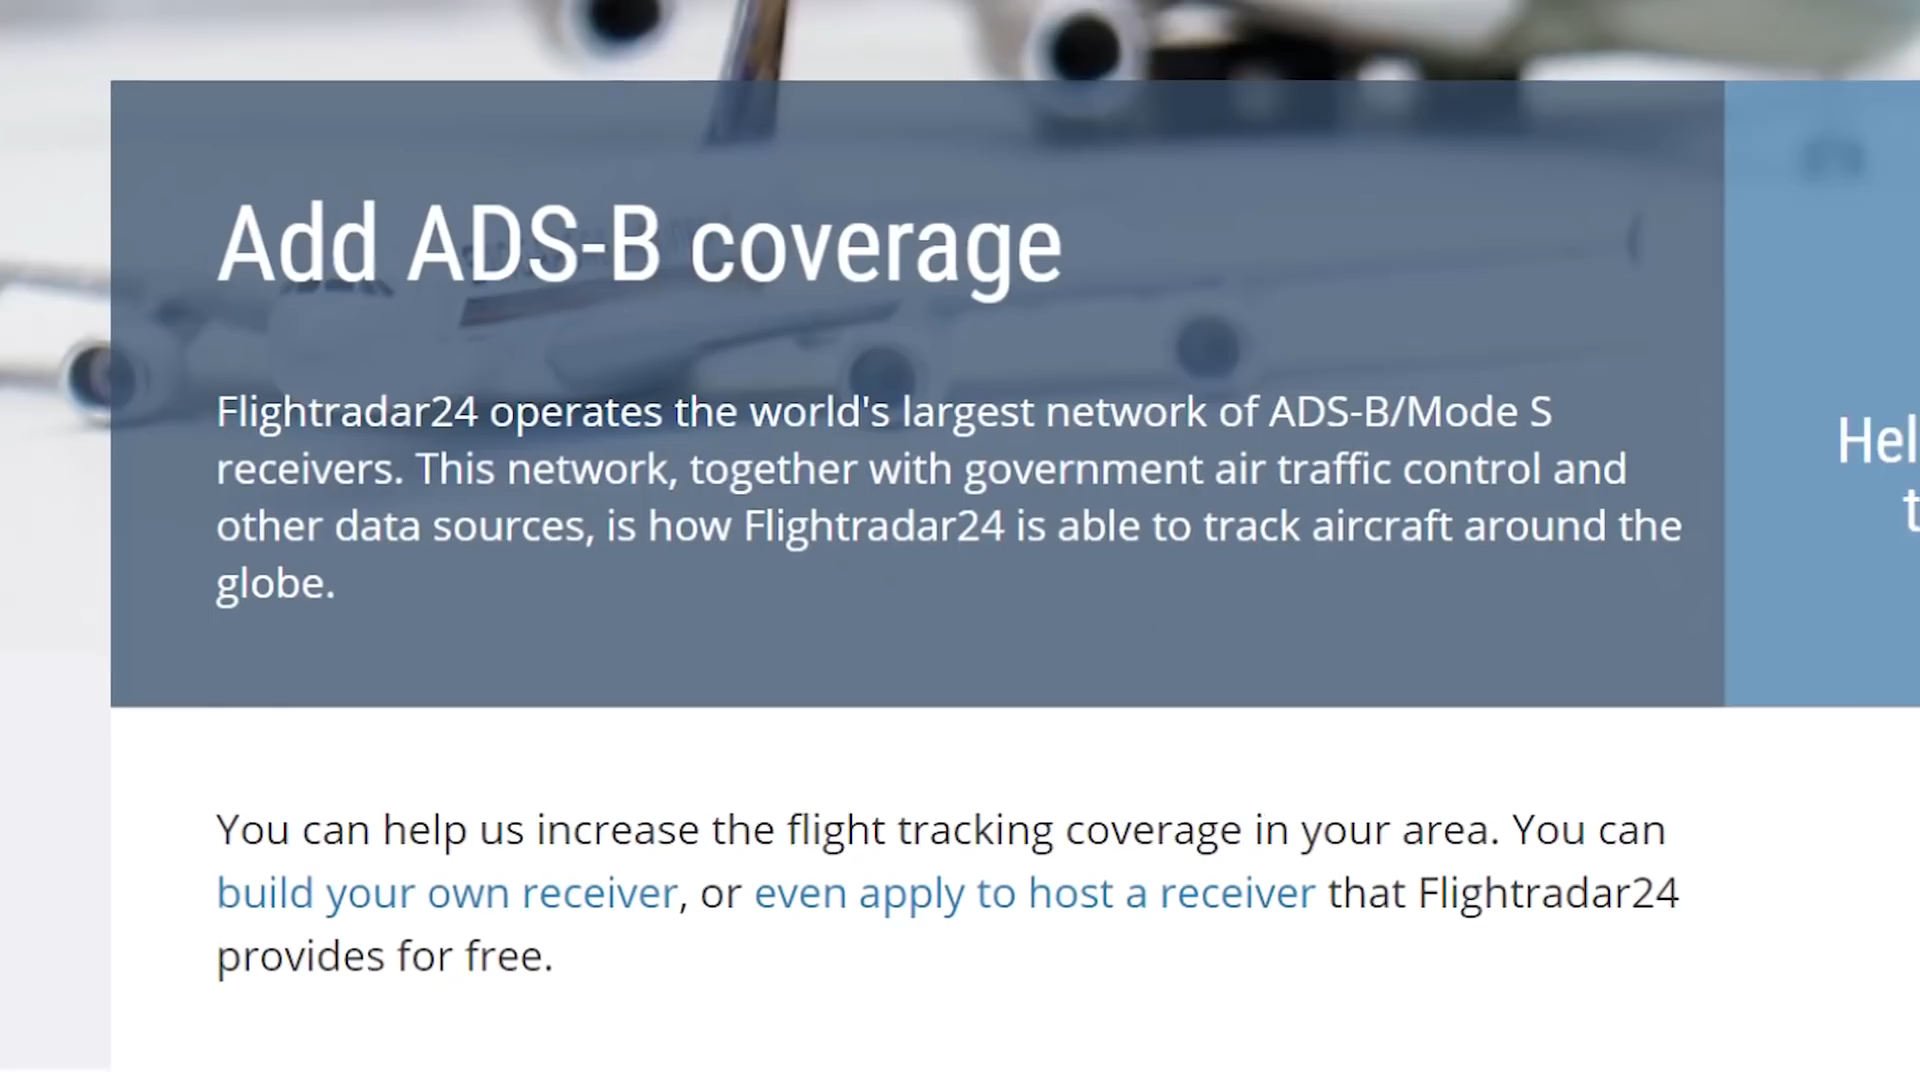 Add ADS-B coverage
Flightradar24 operates the world's largest network of ADS-B/Mode S
receivers. This network, together with government air traffic control and
other data sources, is how Flightradar24 is able to track aircraft around the
globe.
You can help us increase the flight tracking coverage in your area. You can
build your own receiver, or even apply to host a receiver that Flightradar24
provides for free.